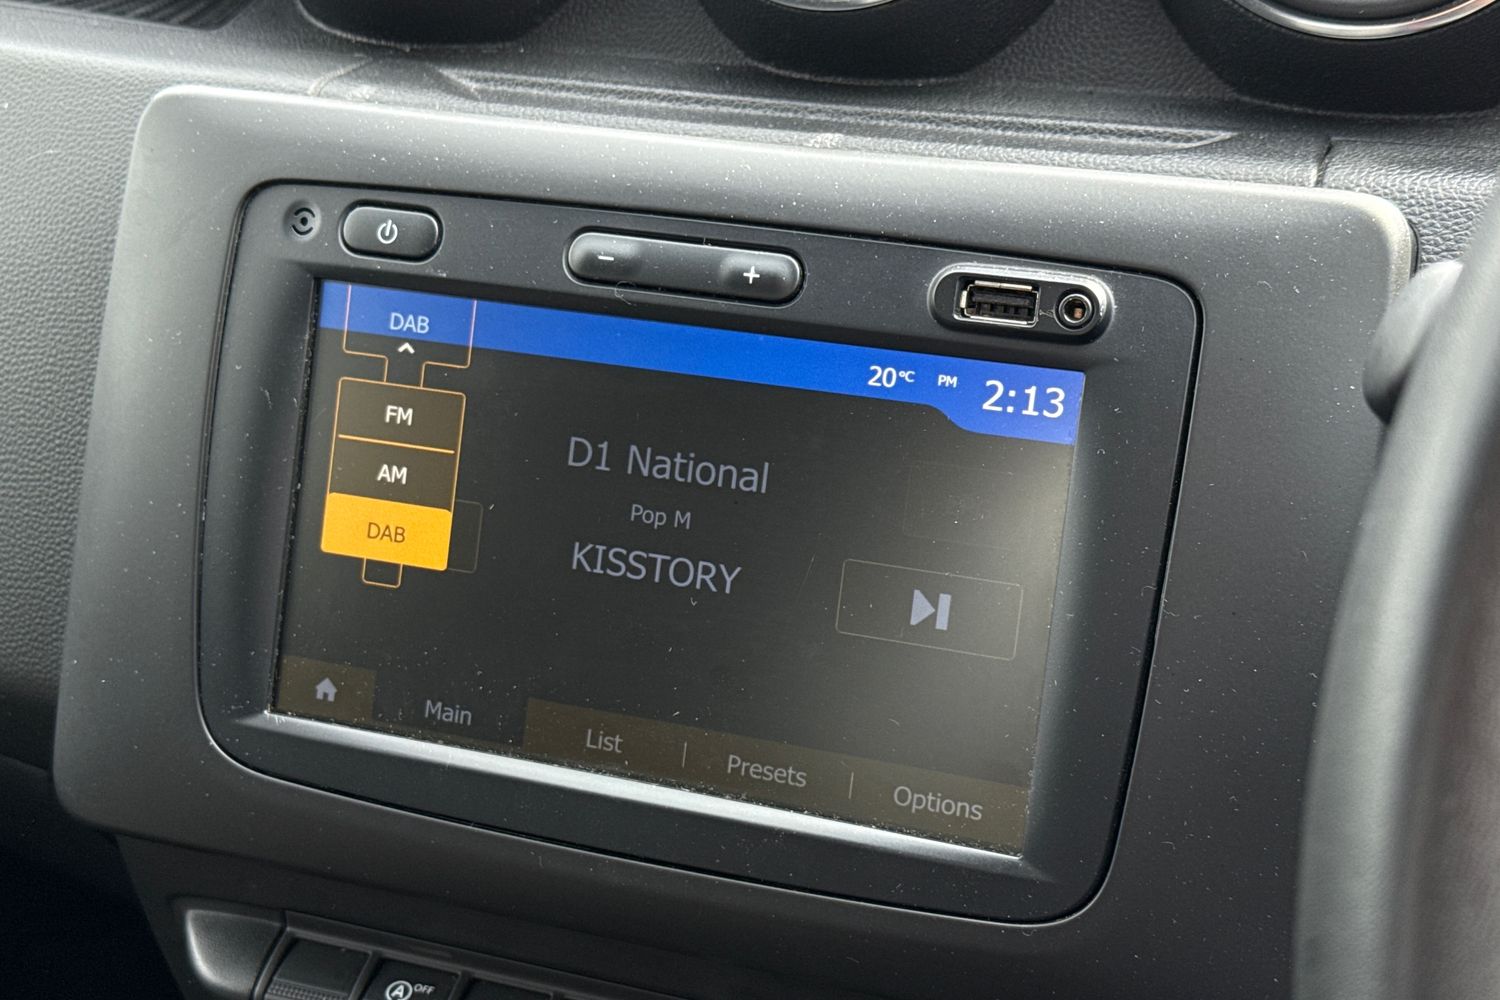 DAB
20°C PM 2:13
FM
AM
DAB
D1 National
Pop M
KISSTORY
Main
List
Presets
Options
A OFF